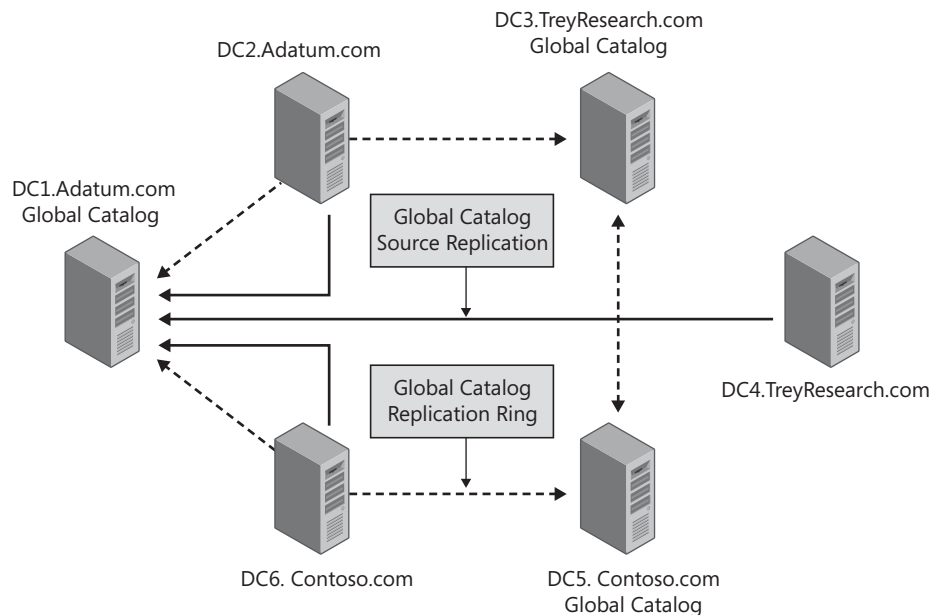 DC3.TreyResearch.com
Global Catalog
DC2.Adatum.com
DC1.Adatum.com
Global Catalog
Global Catalog
Source Replication
DC4.TreyResearch.com
Global Catalog
Replication Ring
DC6. Contoso.com
DC5. Contoso.com
Global Catalog